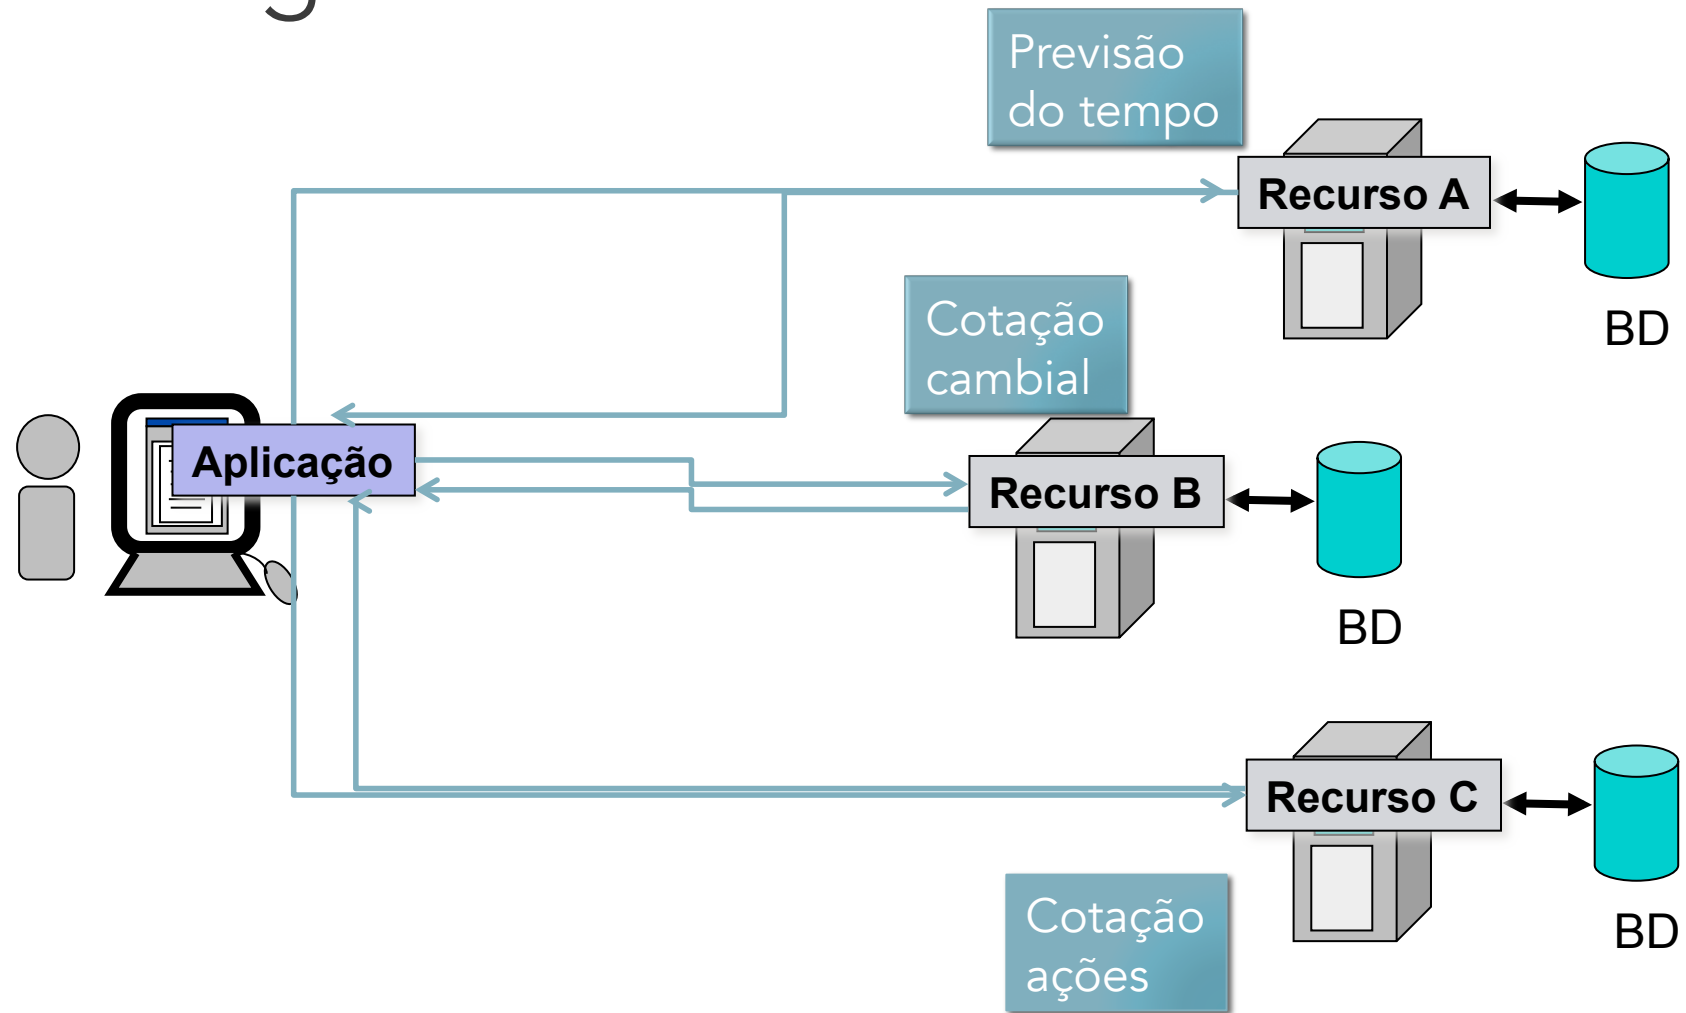 Previsão
do tempo
Recurso A
BD
Cotação
cambial
Aplicação
Recurso B
BD
Recurso C
BD
Cotação
ações